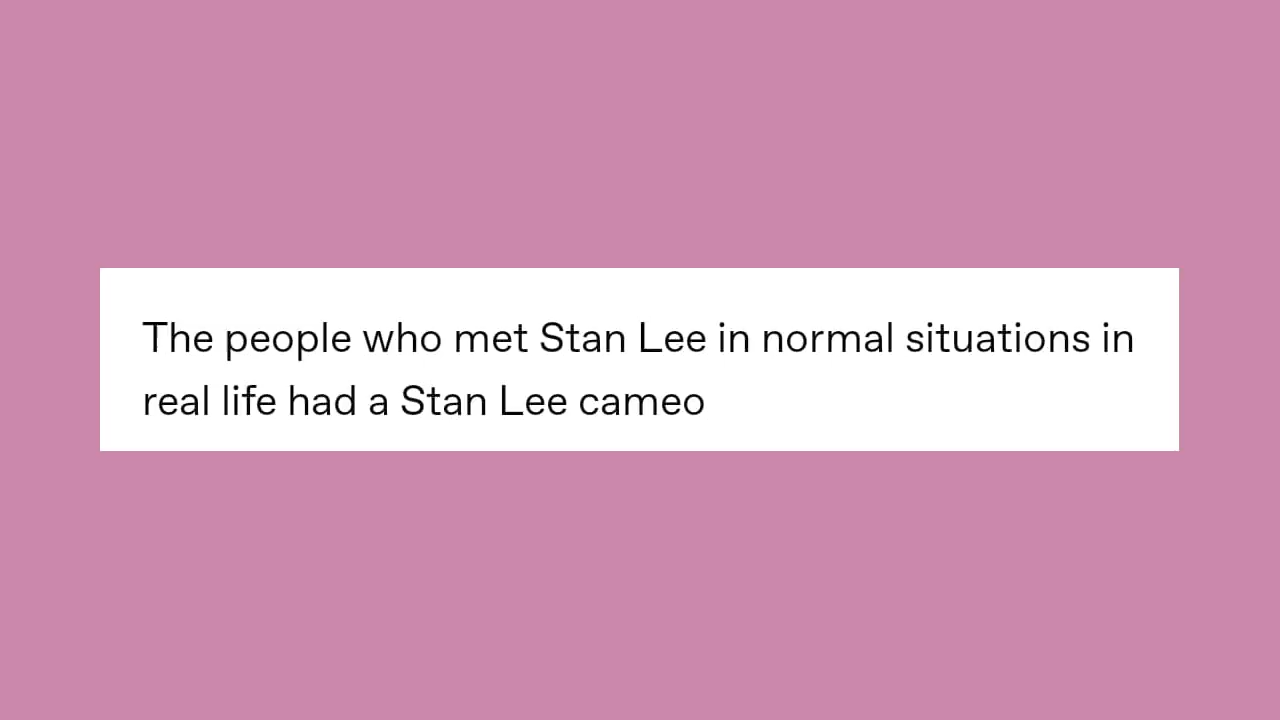 The people who met Stan Lee in normal situations in
real life had a Stan Lee cameo